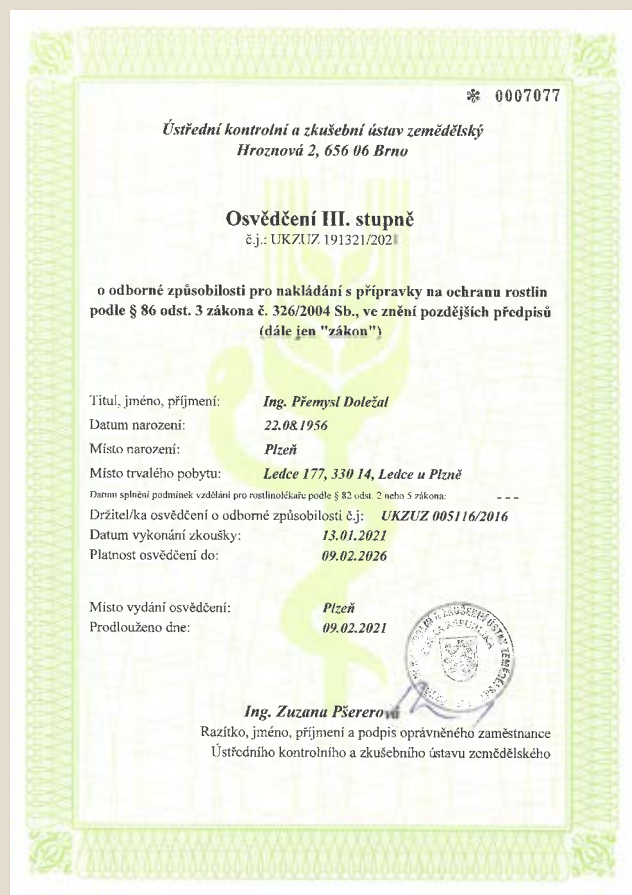 ✻ 0007077
Ústřední kontrolní a zkušební ústav zemědělský
Hroznová 2, 656 06 Brno
Osvědčení III. stupně
č.j.: UKZUZ 191321/202
o odborné způsobilosti pro nakládání s přípravky na ochranu rostlin
podle § 86 odst. 3 zákona č. 326/2004 Sb., ve znění pozdějších předpisů
(dále jen "zákon")
Titul, jméno, příjmení: Ing. Přemysl Doležal
Datum narození: 22.08.1956
Místo narození: Plzeň
Místo trvalého pobytu: Ledce 177, 330 14, Ledce u Plzně
Datum splnění podmínek vzdělání pro rostlinolékaře podle § 82 odst. 2 nebo 5 zákona: - - -
Držitel/ka osvědčení o odborné způsobilosti č.j: UKZUZ 005116/2016
Datum vykonání zkoušky: 13.01.2021
Platnost osvědčení do: 09.02.2026
Místo vydání osvědčení: Plzeň
Prodlouženo dne: 09.02.2021
Ing. Zuzana Pšererová
Razítko, jméno, příjmení a podpis oprávněného zaměstnance
Ústředního kontrolního a zkušebního ústavu zemědělského